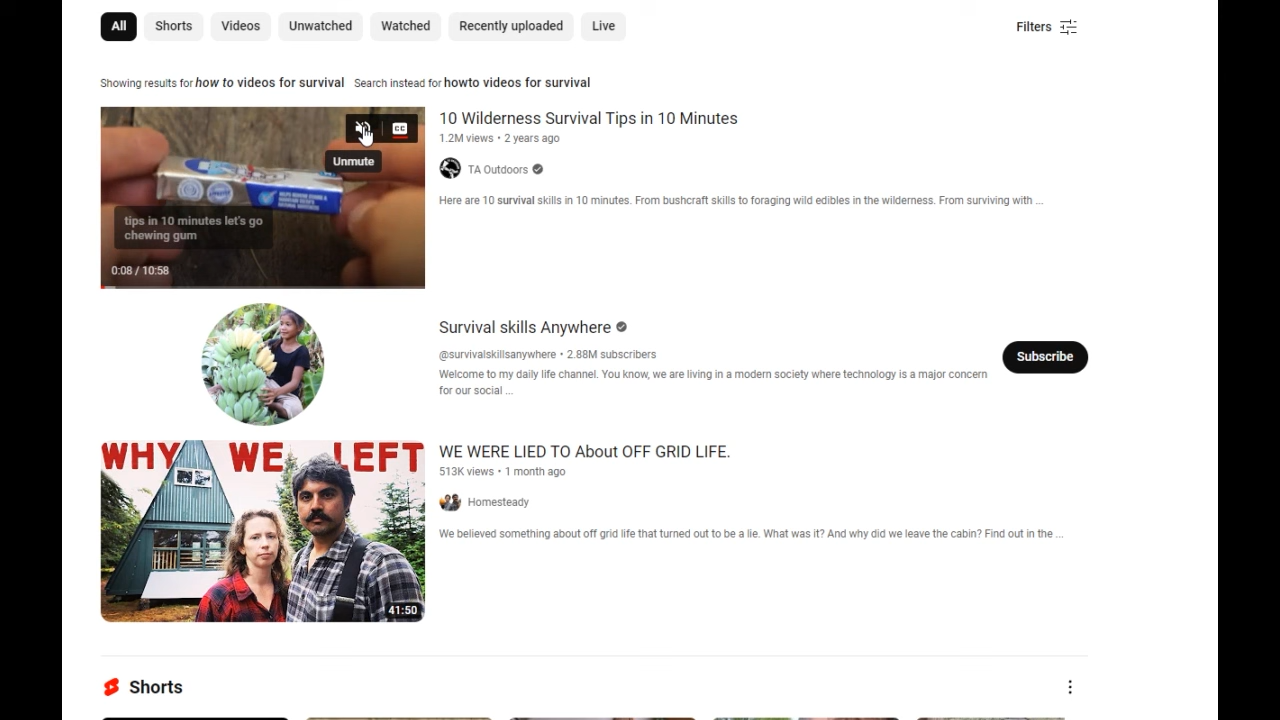 All
Shorts
Videos
Unwatched
Watched
Recently uploaded
Live
Filters
Showing results for how to videos for survival Search instead for howto videos for survival
CC
Unmute
tips in 10 minutes let's go
chewing gum
0:08 / 10:58
10 Wilderness Survival Tips in 10 Minutes
1.2M views • 2 years ago
TA Outdoors
Here are 10 survival skills in 10 minutes. From bushcraft skills to foraging wild edibles in the wilderness. From surviving with ...
Survival skills Anywhere
@survivalskillsanywhere • 2.88M subscribers
Welcome to my daily life channel. You know, we are living in a modern society where technology is a major concern
for our social ...
Subscribe
WHY WE LEFT
41:50
WE WERE LIED TO About OFF GRID LIFE.
513K views • 1 month ago
Homesteady
We believed something about off grid life that turned out to be a lie. What was it? And why did we leave the cabin? Find out in the ...
Shorts